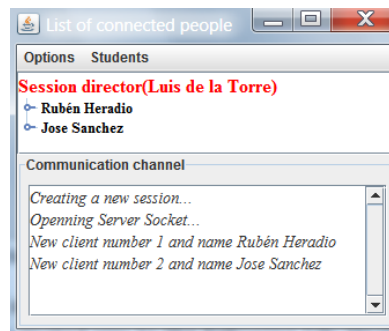 List of connected people
Options Students
Session director(Luis de la Torre)
Rubén Heradio
Jose Sanchez
Communication channel
Creating a new session...
Openning Server Socket...
New client number 1 and name Rubén Heradio
New client number 2 and name Jose Sanchez